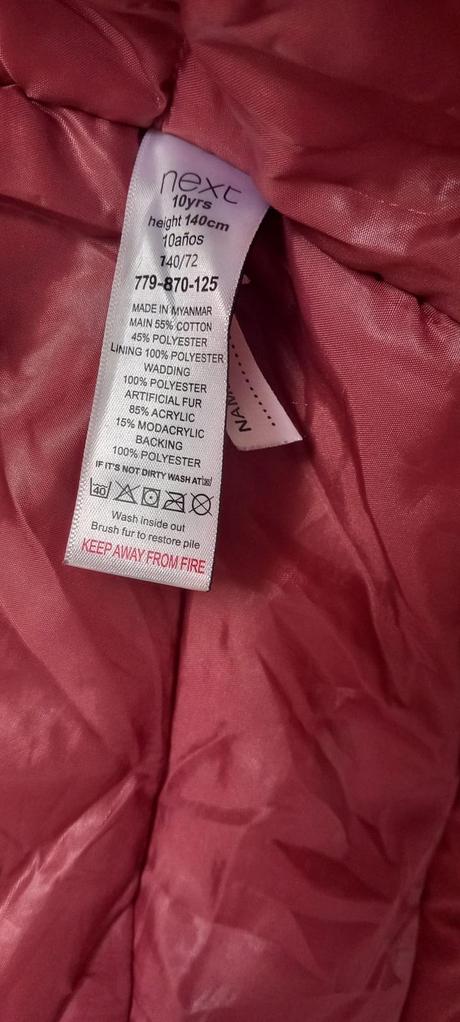 next
10yrs
height 140cm
10años
140/72
779-870-125
MADE IN MYANMAR
MAIN 55% COTTON
45% POLYESTER
LINING 100% POLYESTER
WADDING
100% POLYESTER
ARTIFICIAL FUR
85% ACRYLIC
15% MODACRYLIC
BACKING
100% POLYESTER
IF IT'S NOT DIRTY WASH AT 30
40
Wash inside out
Brush fur to restore pile
KEEP AWAY FROM FIRE